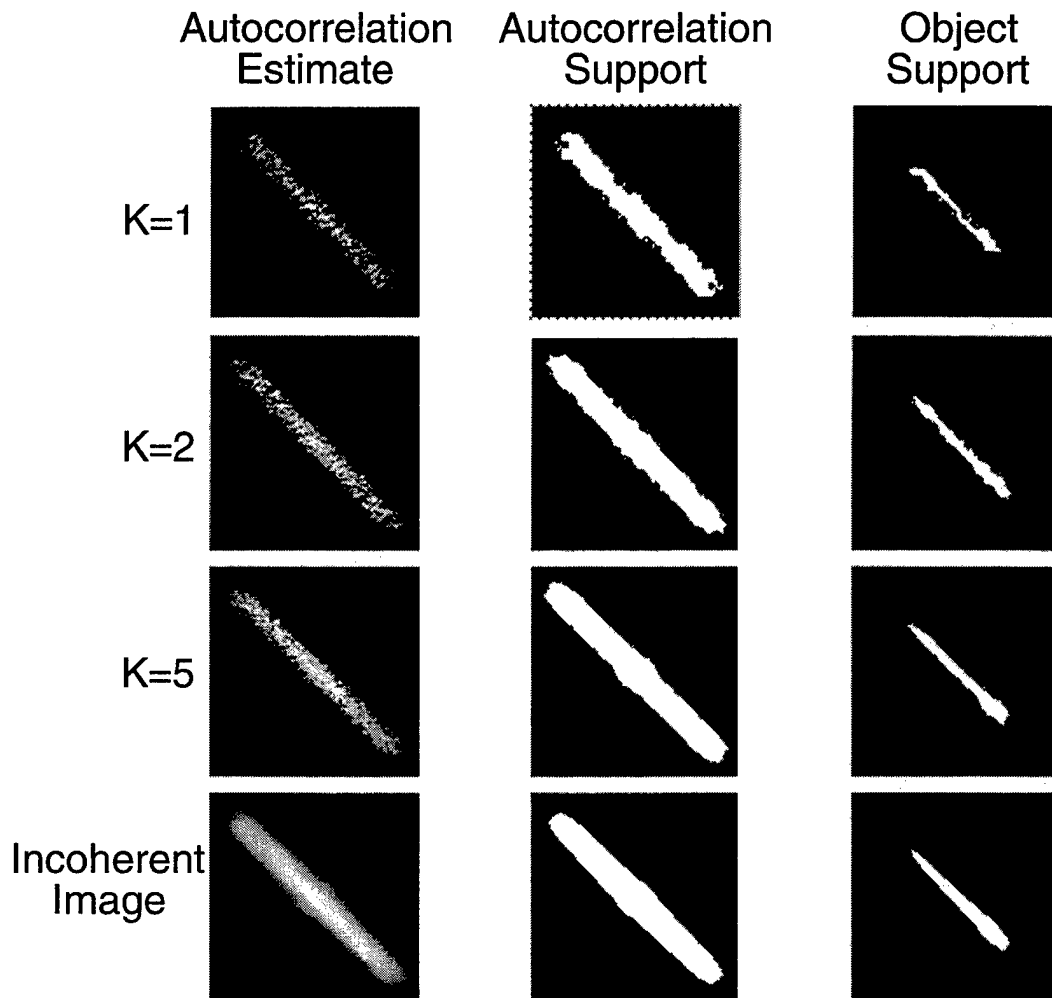 Autocorrelation Estimate
Autocorrelation Support
Object Support
K=1
K=2
K=5
Incoherent
Image